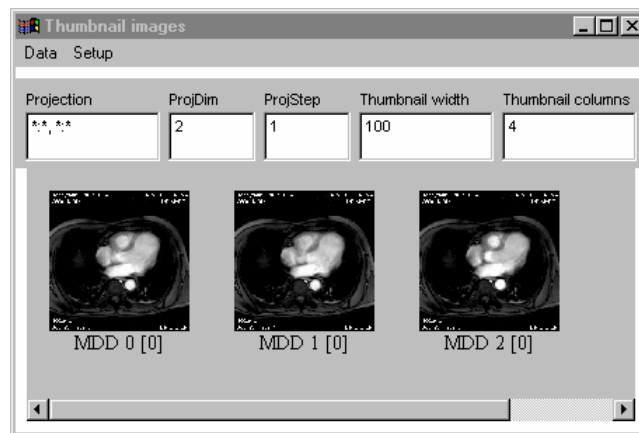 Thumbnail images
Data Setup
Projection ProjDim ProjStep Thumbnail width Thumbnail columns
*:*, *:* 2 1 100 4
MDD 0 [0] MDD 1 [0] MDD 2 [0]